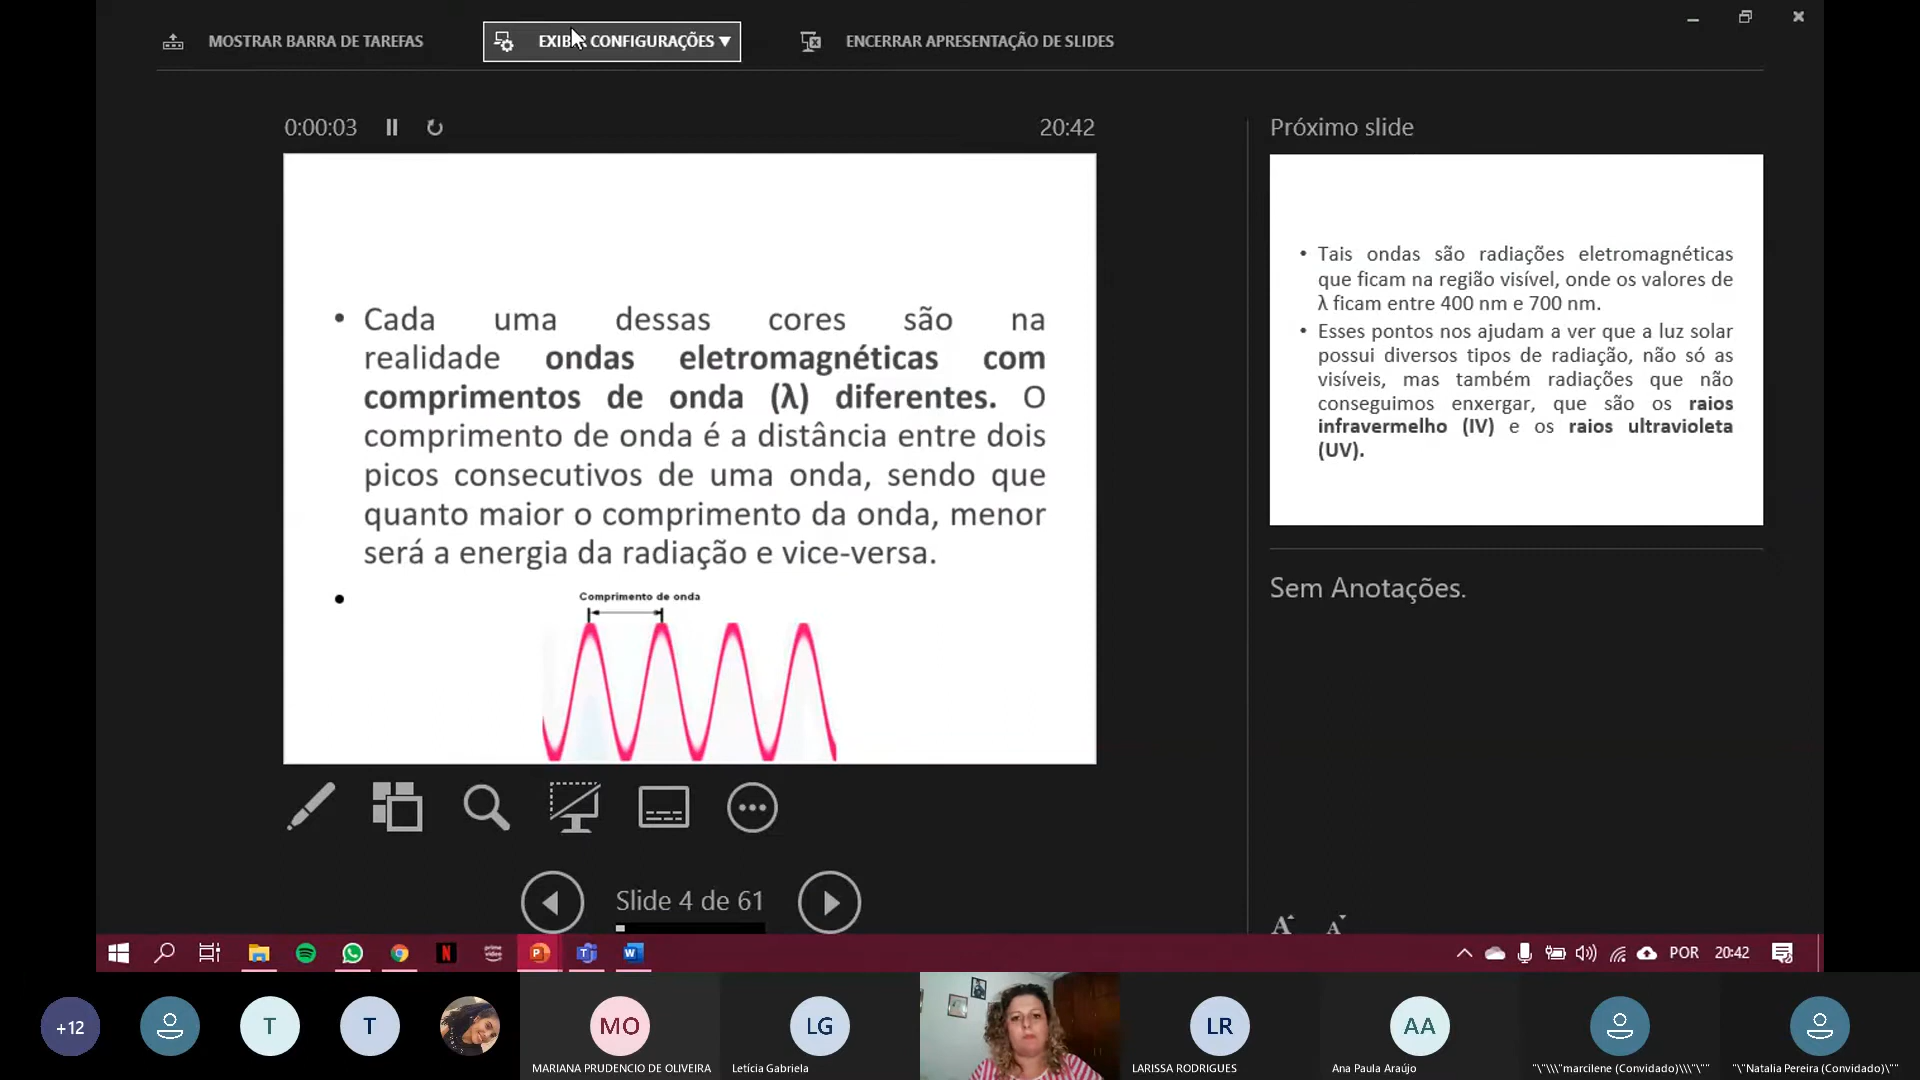 MOSTRAR BARRA DE TAREFAS
CONFIGURAÇÕES ▼
ENCERRAR APRESENTAÇÃO DE SLIDES
0:00:03
20:42
Próximo slide
• Cada uma dessas cores são na
realidade ondas eletromagnéticas com
comprimentos de onda (λ) diferentes. O
comprimento de onda é a distância entre dois
picos consecutivos de uma onda, sendo que
quanto maior o comprimento da onda, menor
será a energia da radiação e vice-versa.
•
Comprimento de onda
• Tais ondas são radiações eletromagnéticas
que ficam na região visível, onde os valores de
λ ficam entre 400 nm e 700 nm.
• Esses pontos nos ajudam a ver que a luz solar
possui diversos tipos de radiação, não só as
visíveis, mas também radiações que não
conseguimos enxergar, que são os raios
infravermelho (IV) e os raios ultravioleta
(UV).
Sem Anotações.
Slide 4 de 61
A A
N
prime video
P
T
W
POR
20:42
+12
T
T
MO
LG
LR
AA
MARIANA PRUDENCIO DE OLIVEIRA
Letícia Gabriela
LARISSA RODRIGUES
Ana Paula Araújo
"\"\\\"marcilene (Convidado)\\\"\""
"\"Natalia Pereira (Convidado)\""